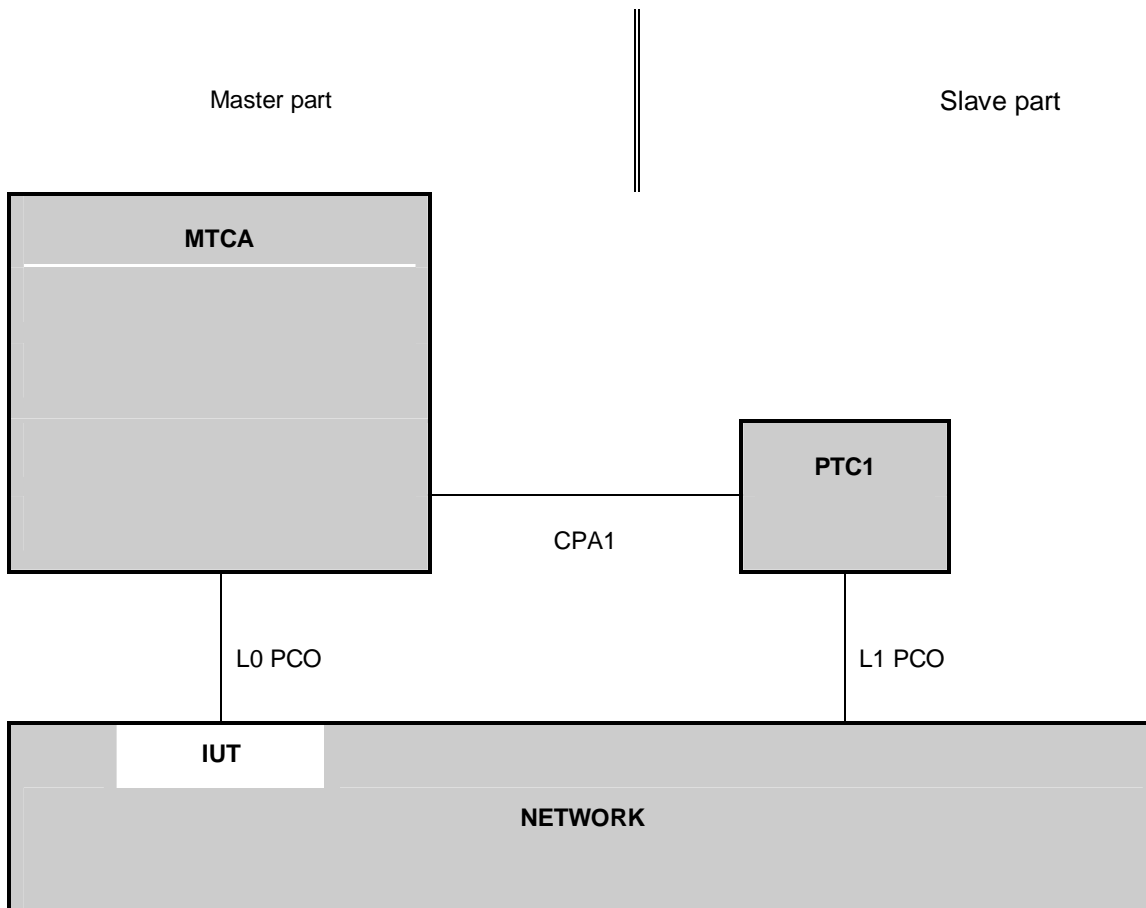 Master part
Slave part
MTCA
PTC1
CPA1
L0 PCO
L1 PCO
IUT
NETWORK